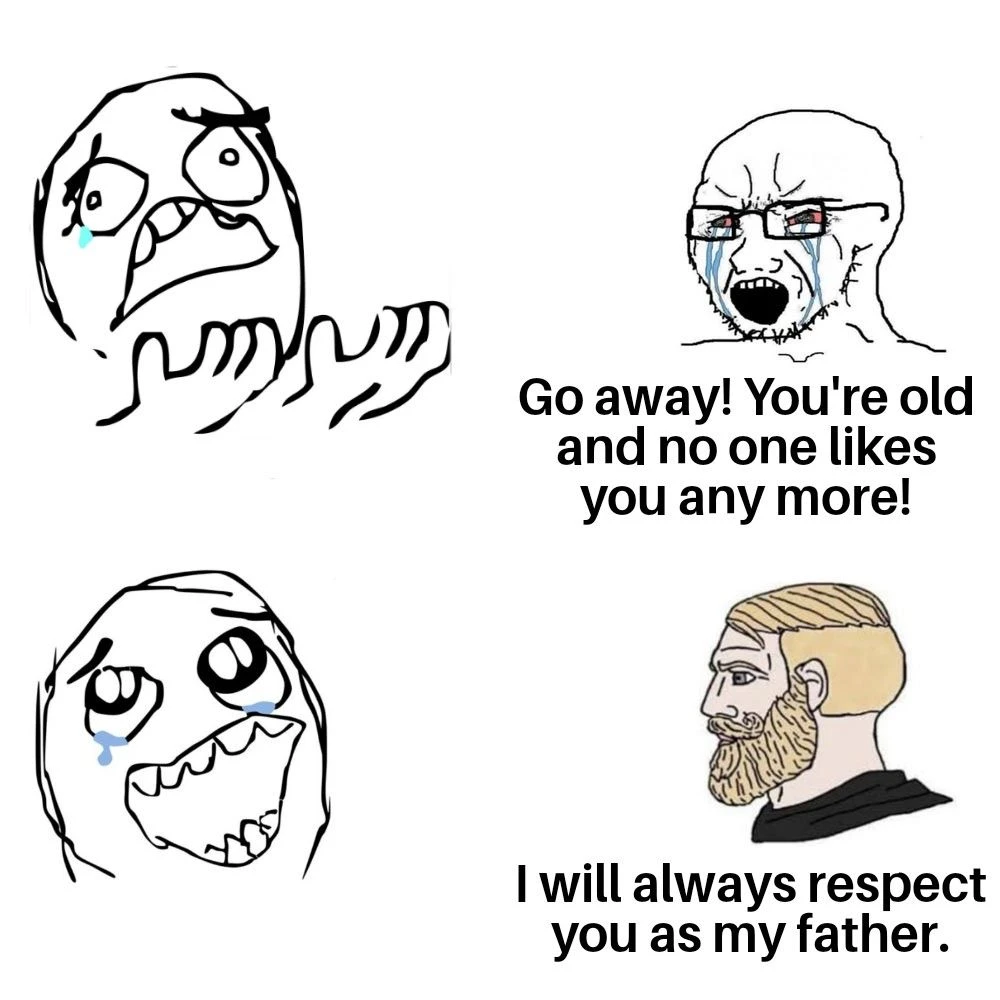 Go away! You're old
and no one likes
you any more!
I will always respect
you as my father.